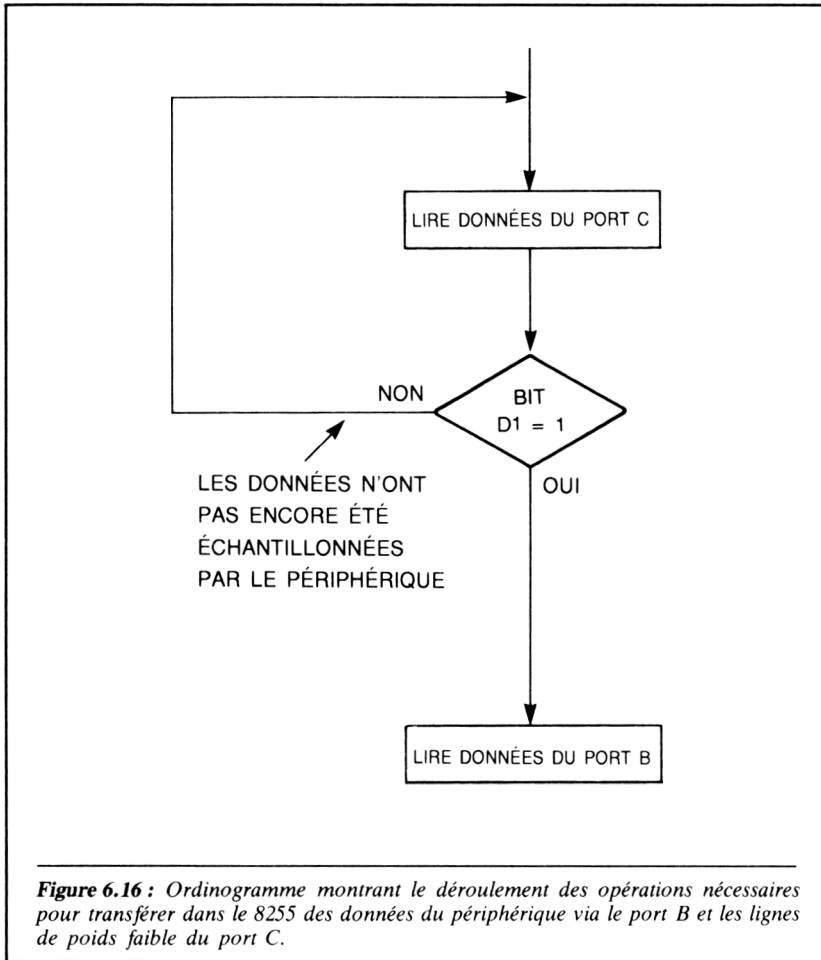 LIRE DONNÉES DU PORT C
NON
BIT
D1 = 1
OUI
LES DONNÉES N'ONT
PAS ENCORE ÉTÉ
ÉCHANTILLONNÉES
PAR LE PÉRIPHÉRIQUE
LIRE DONNÉES DU PORT B
Figure 6.16 : Ordinogramme montrant le déroulement des opérations nécessaires
pour transférer dans le 8255 des données du périphérique via le port B et les lignes
de poids faible du port C.